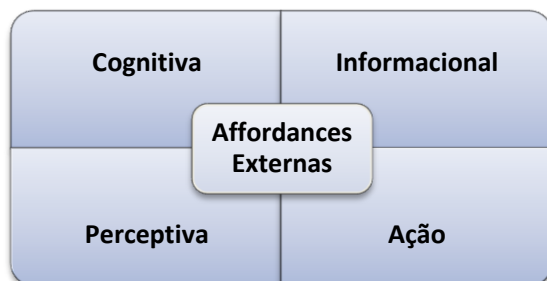 Cognitiva
Informacional
Affordances
Externas
Perceptiva
Ação